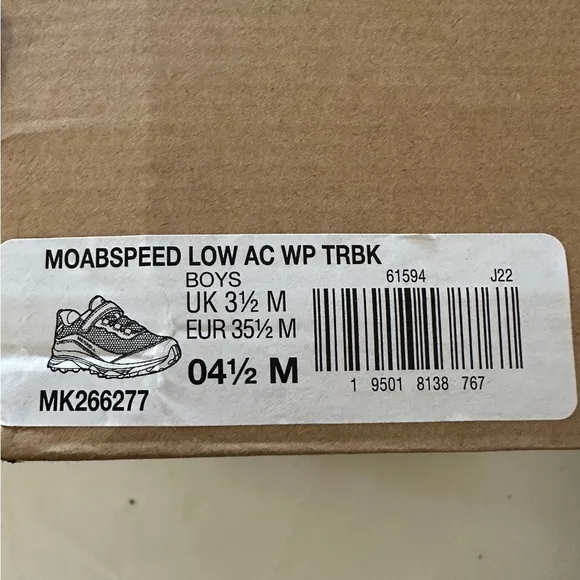 MOABSPEED LOW AC WP TRBK
BOYS
UK 3½ M
EUR 35½ M
04½ M
MK266277
61594 J22
1 9501 8138 767